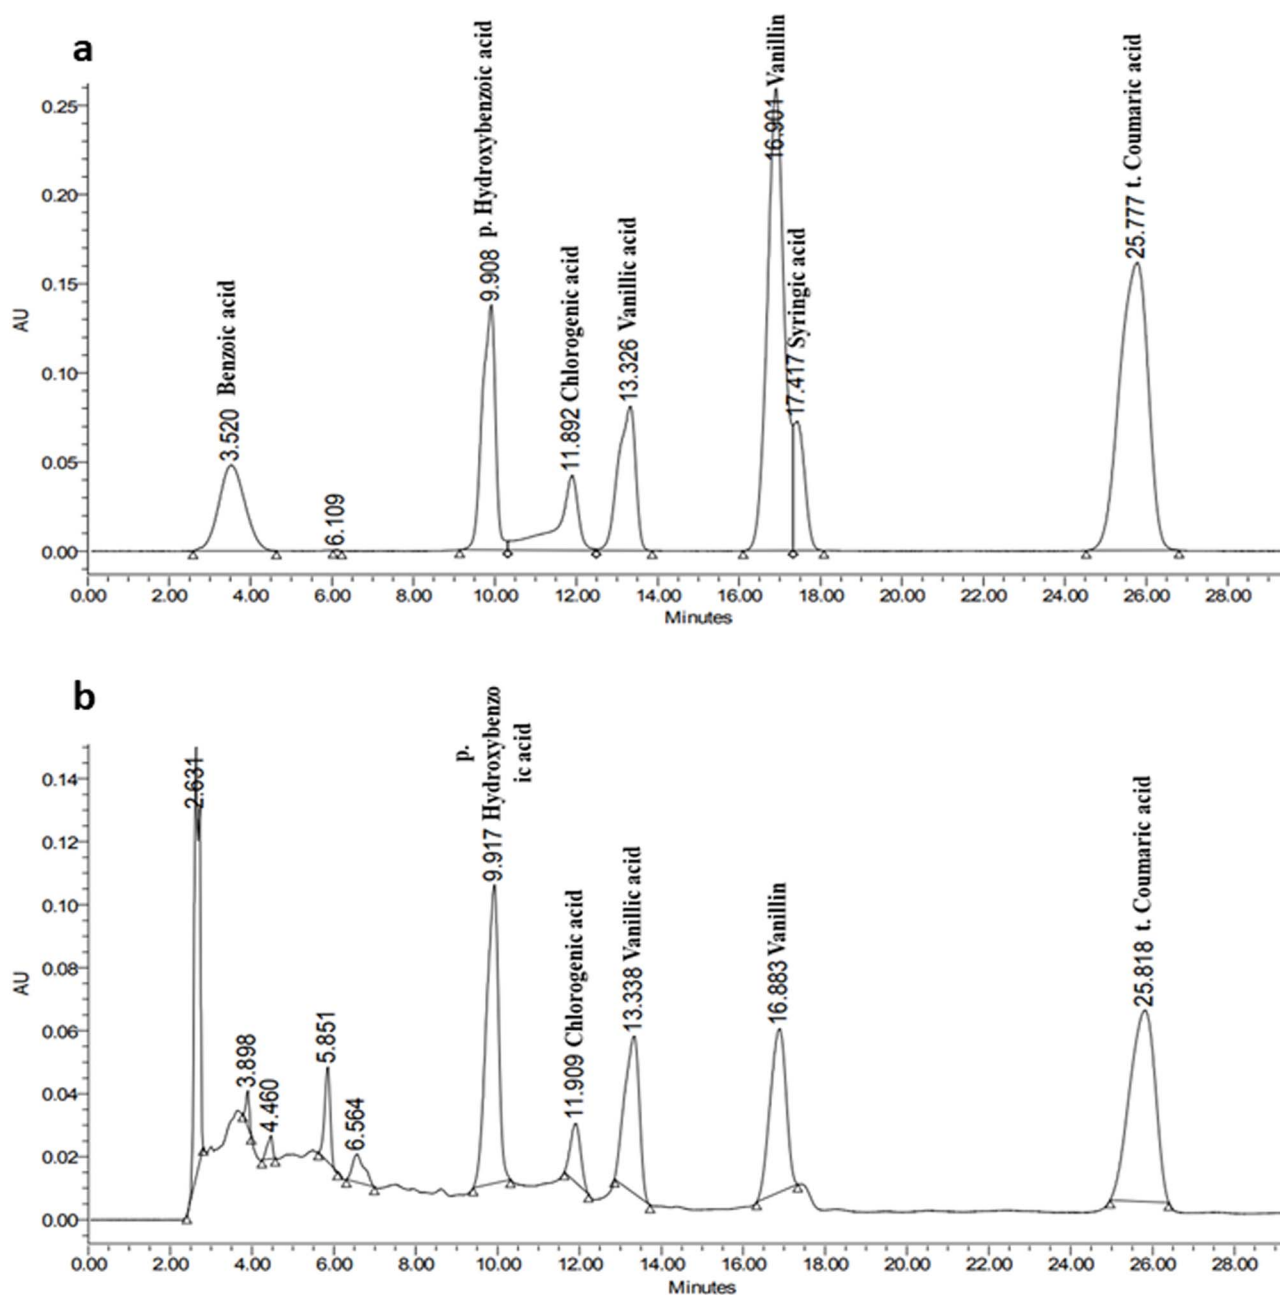 a
AU
0.25
0.20
0.15
0.10
0.05
0.00
3.520 Benzoic acid
6.109
9.908 p. Hydroxybenzoic acid
11.892 Chlorogenic acid
13.326 Vanillic acid
16.901 Vanillin
17.417 Syringic acid
25.777 t. Coumaric acid
0.00 2.00 4.00 6.00 8.00 10.00 12.00 14.00 16.00 18.00 20.00 22.00 24.00 26.00 28.00
Minutes
b
AU
0.14
0.12
0.10
0.08
0.06
0.04
0.02
0.00
2.631
3.898
4.460
5.851
6.564
p.
9.917 Hydroxybenzo
ic acid
11.909 Chlorogenic acid
13.338 Vanillic acid
16.883 Vanillin
25.818 t. Coumaric acid
0.00 2.00 4.00 6.00 8.00 10.00 12.00 14.00 16.00 18.00 20.00 22.00 24.00 26.00 28.00
Minutes